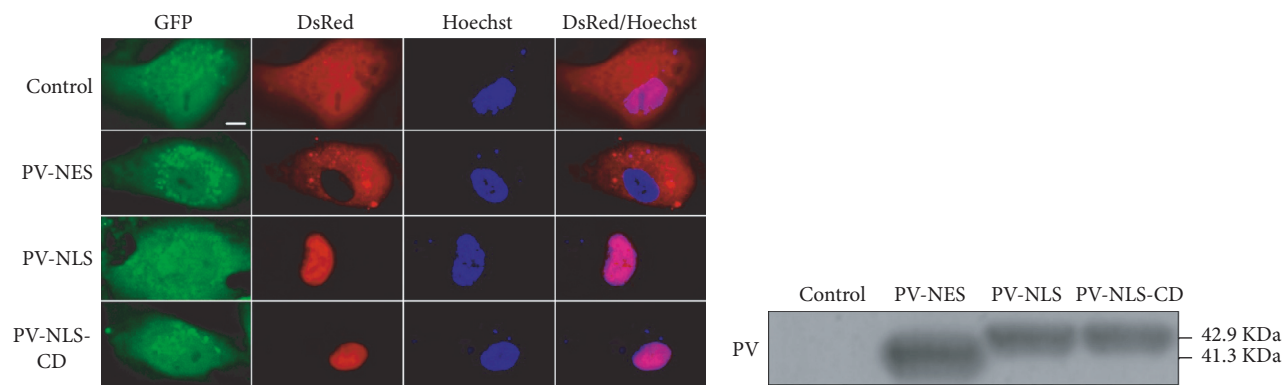 GFP DsRed Hoechst DsRed/Hoechst
Control
PV-NES
PV-NLS
PV-NLS-
CD
Control PV-NES PV-NLS PV-NLS-CD
PV
42.9 KDa
41.3 KDa